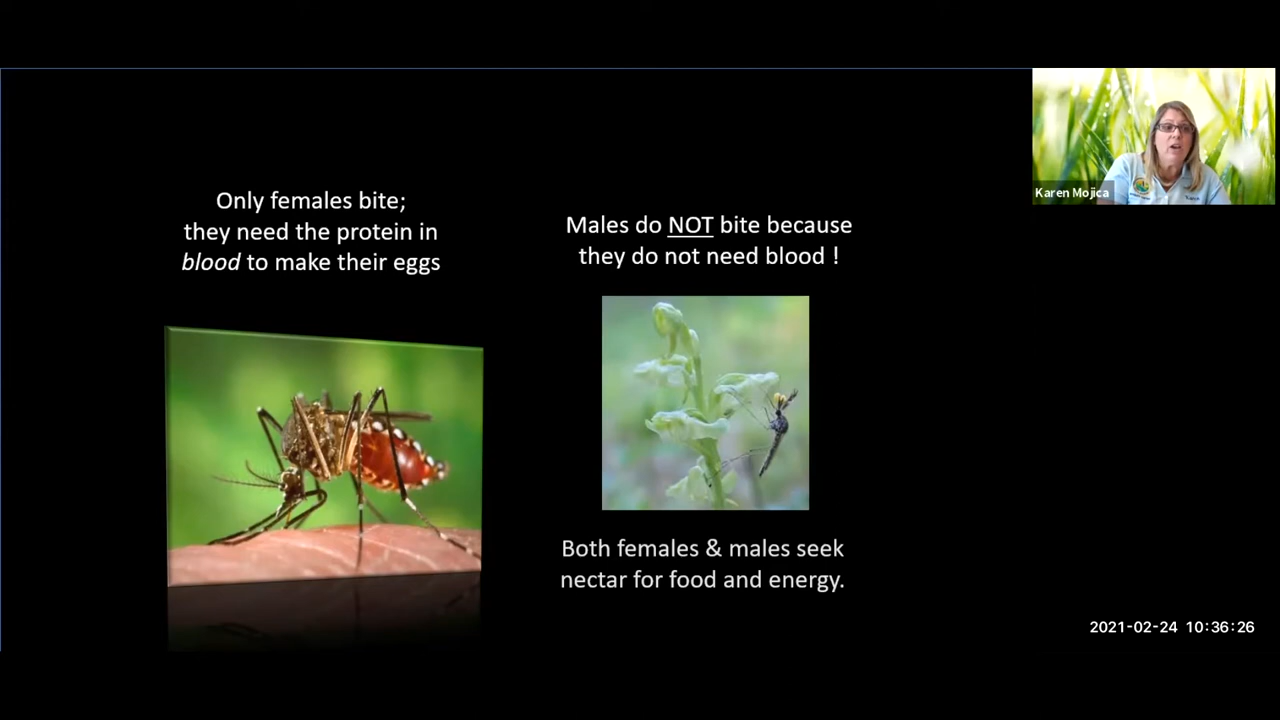 Only females bite;
they need the protein in
blood to make their eggs
Males do NOT bite because
they do not need blood !
Both females & males seek
nectar for food and energy.
Karen Mojica
2021-02-24 10:36:26